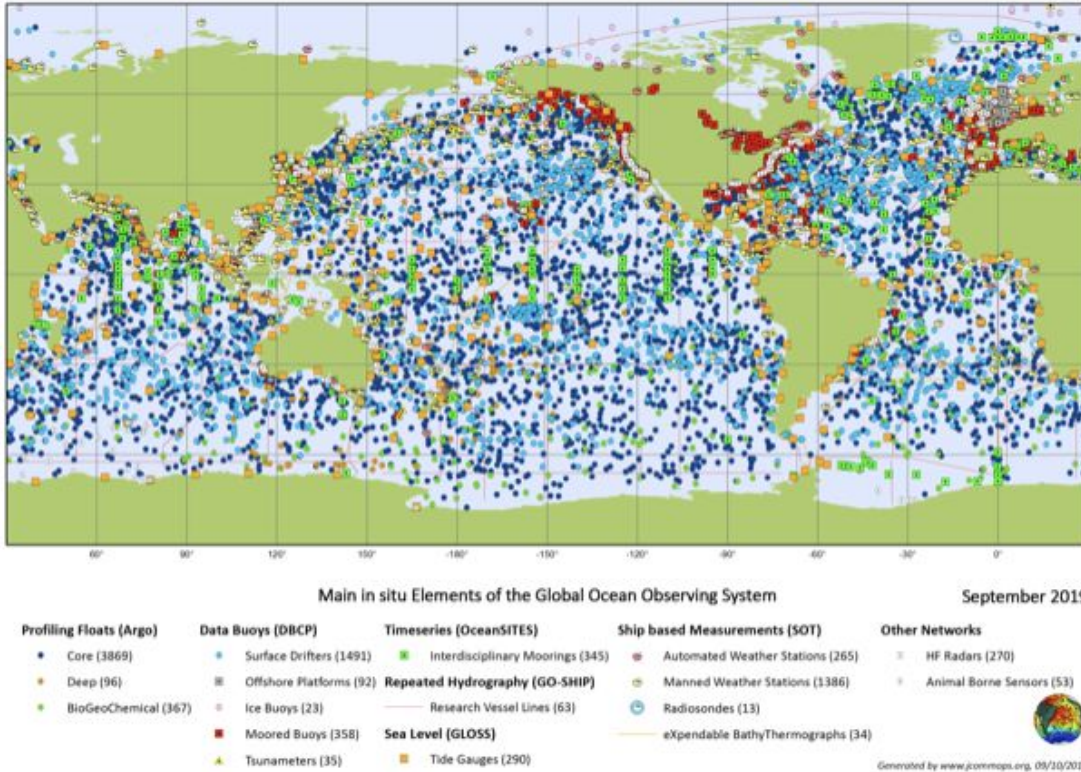 60° 90° 120° 150° -180° -150° -120° -90° -60° -30° 0°
Main in situ Elements of the Global Ocean Observing System
September 2019
Profiling Floats (Argo)
Core (3869)
Deep (96)
BioGeoChemical (367)
Data Buoys (DBCP)
Surface Drifters (1491)
Offshore Platforms (92)
Ice Buoys (23)
Moored Buoys (358)
Tsunameters (35)
Timeseries (OceanSITES)
Interdisciplinary Moorings (345)
Repeated Hydrography (GO-SHIP)
Research Vessel Lines (63)
Sea Level (GLOSS)
Tide Gauges (290)
Ship based Measurements (SOT)
Automated Weather Stations (265)
Manned Weather Stations (1386)
Radiosondes (13)
eXpendable BathyThermographs (34)
Other Networks
HF Radars (270)
Animal Borne Sensors (53)
Generated by www.jcommops.org, 09/10/201